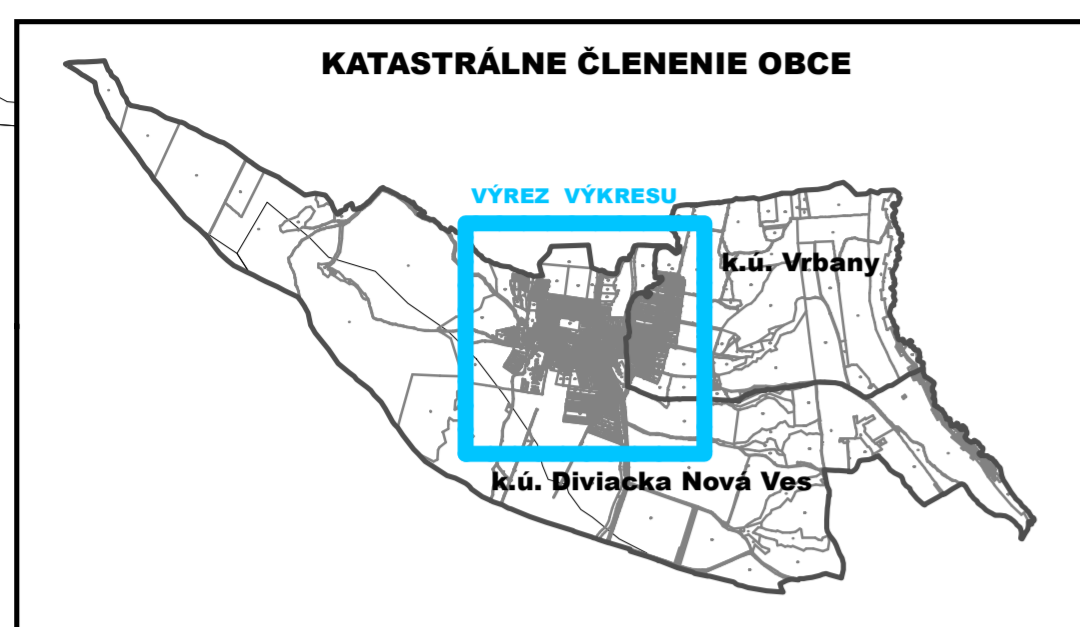 KATASTRÁLNE ČLENENIE OBCE
VÝREZ VÝKRESU
k.ú. Vrbany
k.ú. Diviacka Nová Ves